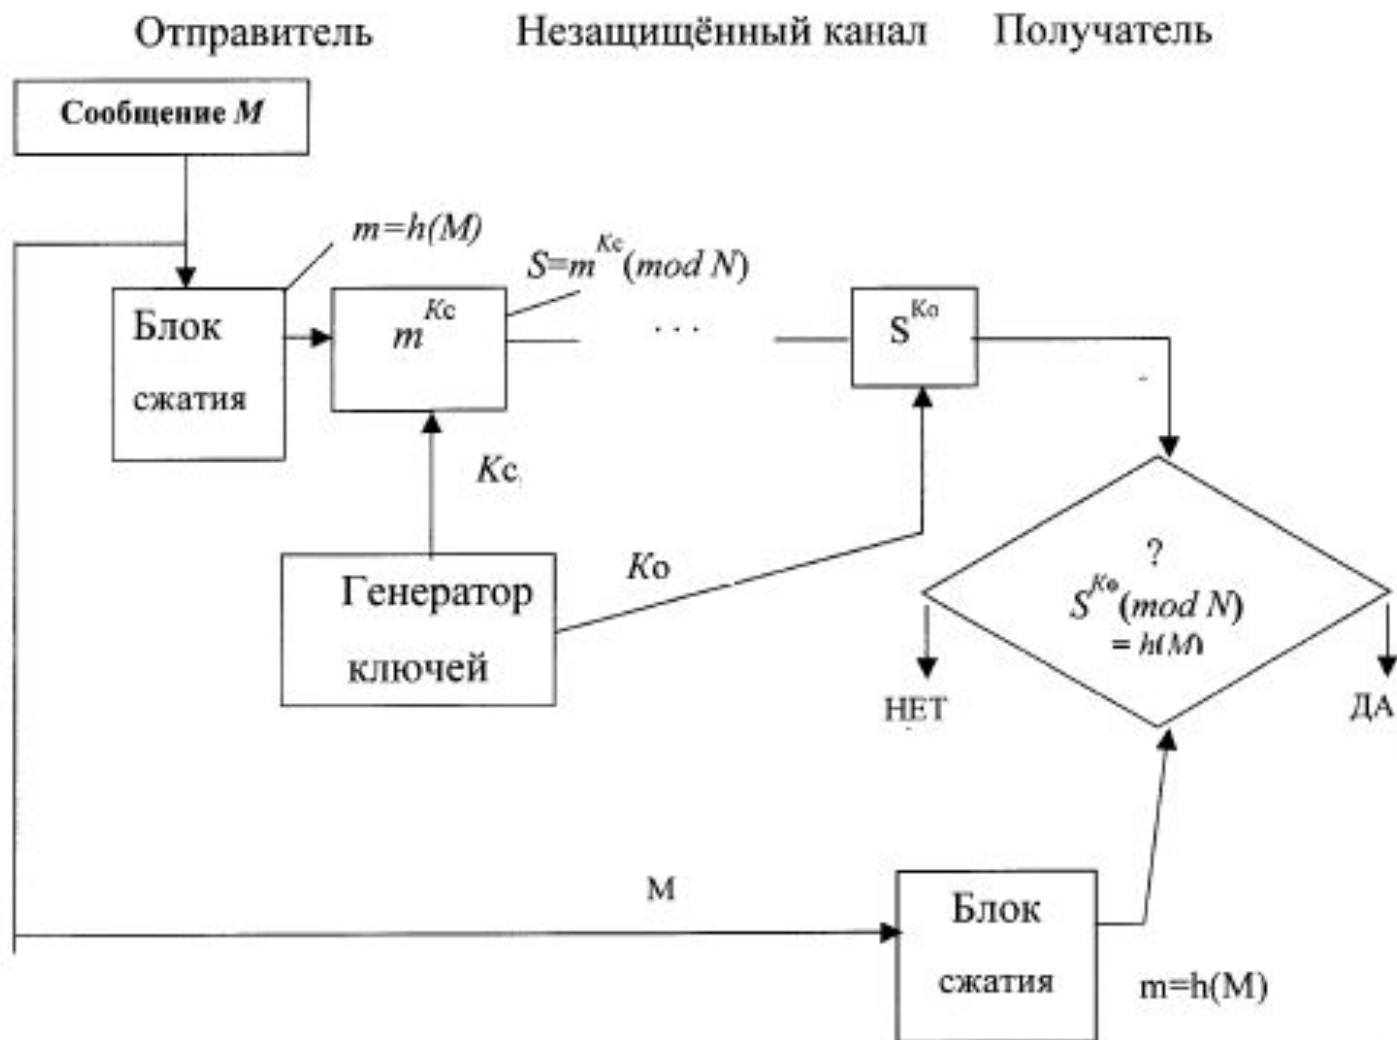 Отправитель Незащищённый канал Получатель
Сообщение M
m=h(M)
S=m^Kc(mod N)
Блок
сжатия
m^Kc
. . .
S^Ko
Kc
Генератор
ключей
Ko
?
S^Ko(mod N)
= h(M)
НЕТ
ДА
M
Блок
сжатия
m=h(M)